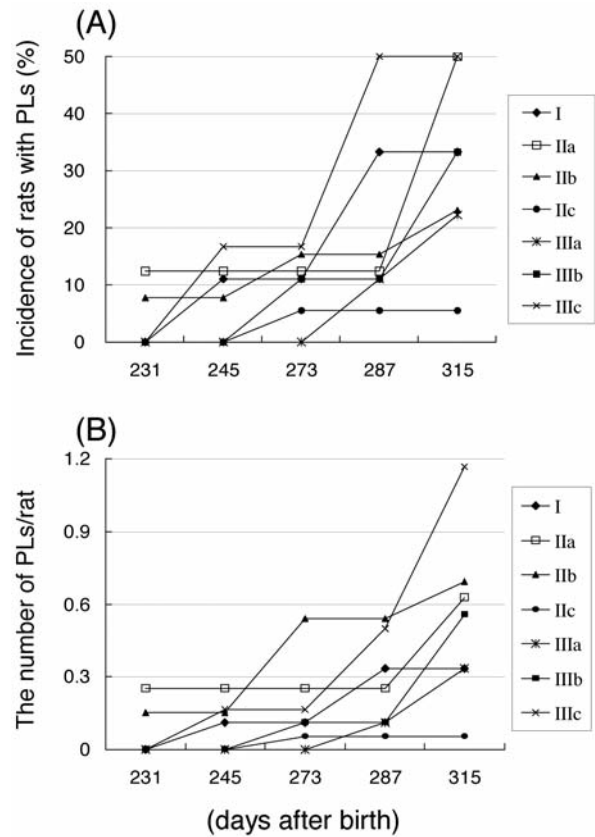 (A)
Incidence of rats with PLs (%)
50
40
30
20
10
0
231 245 273 287 315
I
IIa
IIb
IIc
IIIa
IIIb
IIIc
(B)
The number of PLs/rat
1.2
0.9
0.6
0.3
0
231 245 273 287 315
(days after birth)
I
IIa
IIb
IIc
IIIa
IIIb
IIIc